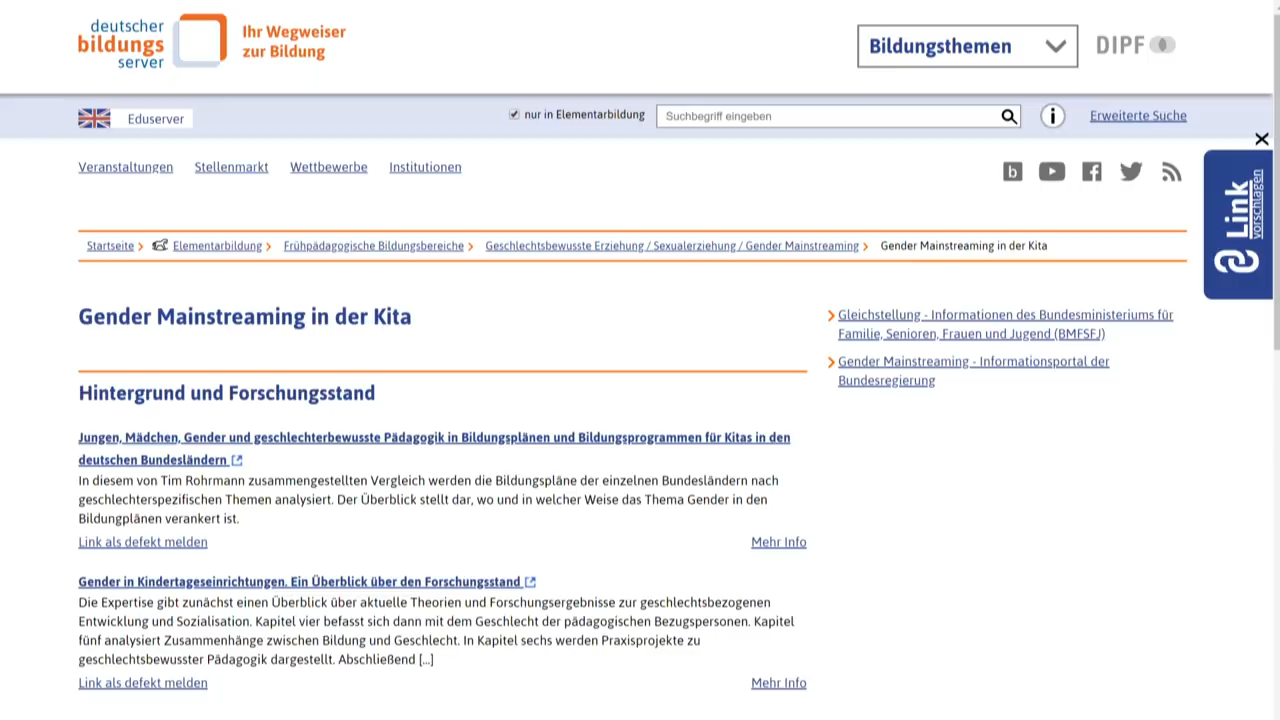 deutscher
bildungs
server
Ihr Wegweiser
zur Bildung
Bildungsthemen
DIPF
Eduserver
nur in Elementarbildung
Suchbegriff eingeben
Erweiterte Suche
Veranstaltungen Stellenmarkt Wettbewerbe Institutionen
Link
vorschlagen
Startseite Elementarbildung Frühpädagogische Bildungsbereiche Geschlechtsbewusste Erziehung / Sexualerziehung / Gender Mainstreaming Gender Mainstreaming in der Kita
Gender Mainstreaming in der Kita
Hintergrund und Forschungsstand
Jungen, Mädchen, Gender und geschlechterbewusste Pädagogik in Bildungsplänen und Bildungsprogrammen für Kitas in den
deutschen Bundesländern
In diesem von Tim Rohrmann zusammengestellten Vergleich werden die Bildungspläne der einzelnen Bundesländern nach
geschlechterspezifischen Themen analysiert. Der Überblick stellt dar, wo und in welcher Weise das Thema Gender in den
Bildungplänen verankert ist.
Link als defekt melden Mehr Info
Gender in Kindertageseinrichtungen. Ein Überblick über den Forschungsstand
Die Expertise gibt zunächst einen Überblick über aktuelle Theorien und Forschungsergebnisse zur geschlechtsbezogenen
Entwicklung und Sozialisation. Kapitel vier befasst sich dann mit dem Geschlecht der pädagogischen Bezugspersonen. Kapitel
fünf analysiert Zusammenhänge zwischen Bildung und Geschlecht. In Kapitel sechs werden Praxisprojekte zu
geschlechtsbewusster Pädagogik dargestellt. Abschließend [...]
Link als defekt melden Mehr Info
Gleichstellung - Informationen des Bundesministeriums für
Familie, Senioren, Frauen und Jugend (BMFSFJ)
Gender Mainstreaming - Informationsportal der
Bundesregierung